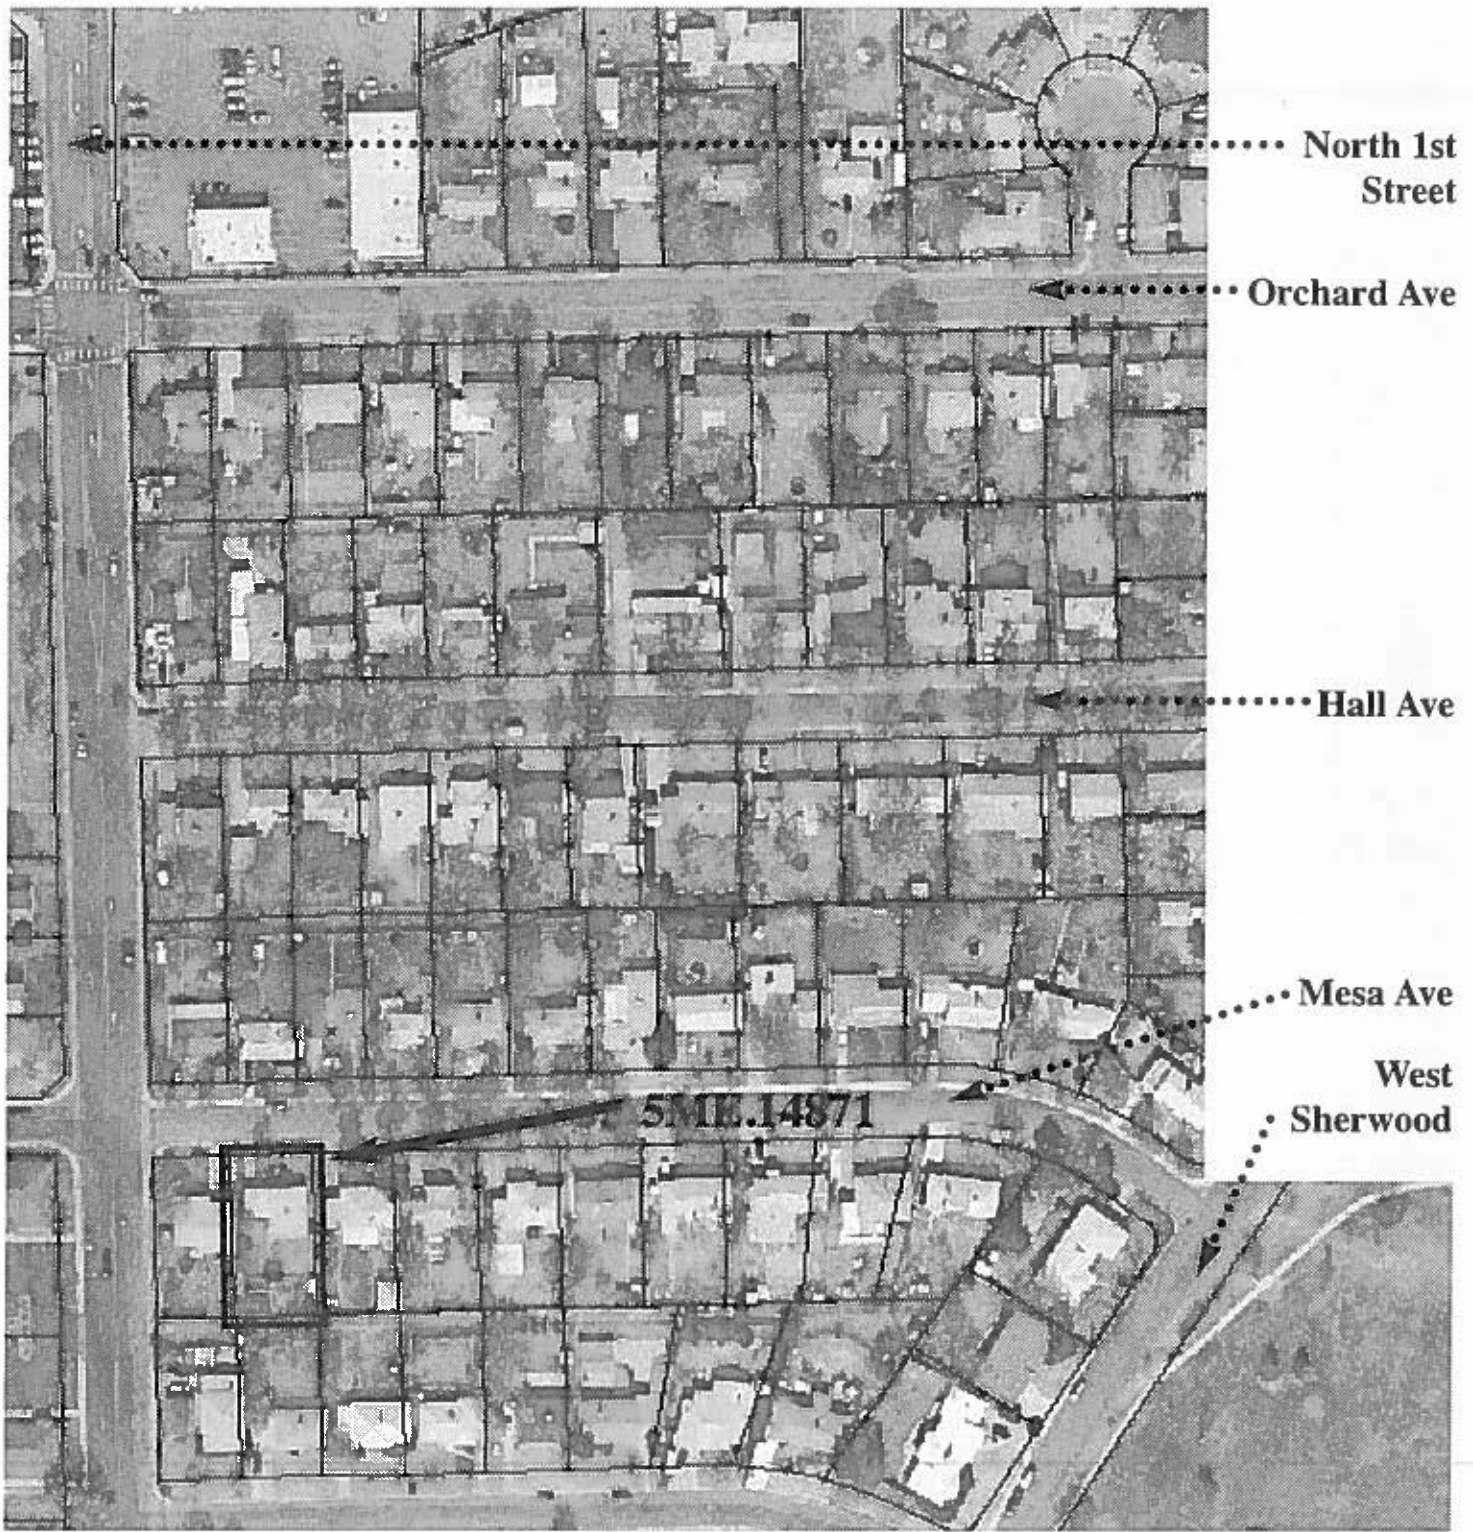 North 1st
Street
Orchard Ave
Hall Ave
Mesa Ave
West
Sherwood
5ME.14871